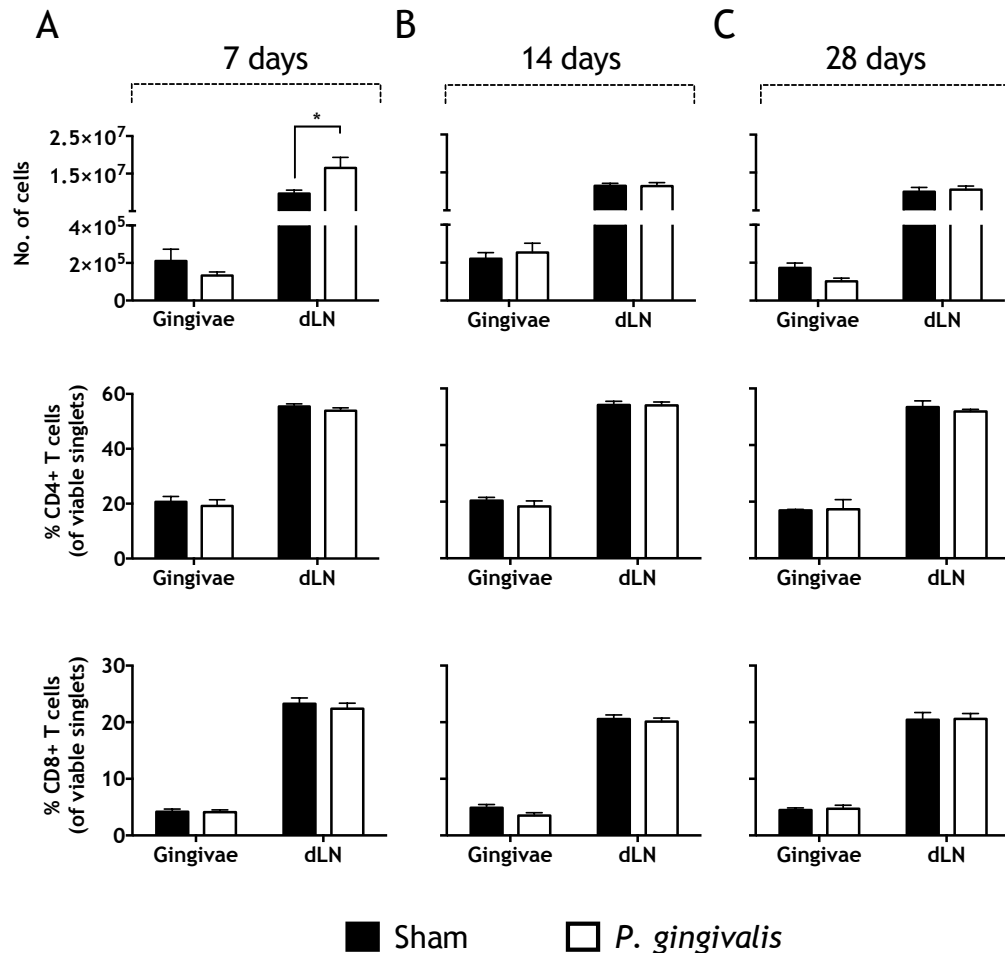 A
B
C
7 days
14 days
28 days
No. of cells
2.5×10⁷
1.5×10⁷
4×10⁵
2×10⁵
0
*
Gingivae
dLN
Gingivae
dLN
Gingivae
dLN
% CD4+ T cells
(of viable singlets)
60
40
20
0
Gingivae
dLN
Gingivae
dLN
Gingivae
dLN
% CD8+ T cells
(of viable singlets)
30
20
10
0
Gingivae
dLN
Gingivae
dLN
Gingivae
dLN
Sham
P. gingivalis